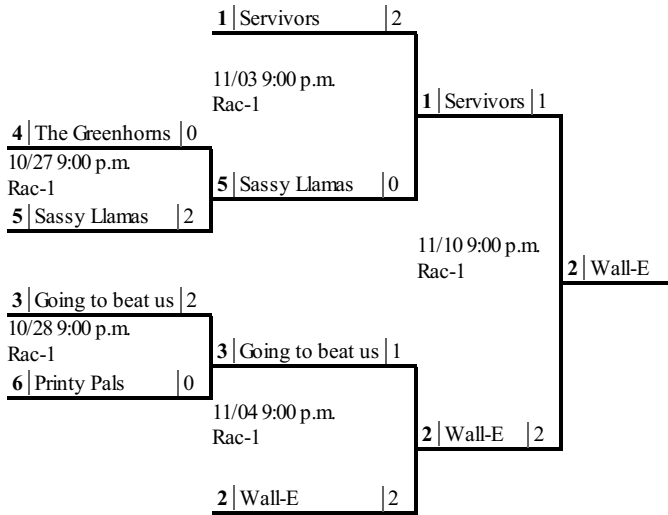 1 Servivors 2
11/03 9:00 p.m.
Rac-1
1 Servivors 1
4 The Greenhorns 0
10/27 9:00 p.m.
Rac-1
5 Sassy Llamas 0
5 Sassy Llamas 2
11/10 9:00 p.m.
Rac-1
2 Wall-E
3 Going to beat us 2
10/28 9:00 p.m.
Rac-1
3 Going to beat us 1
6 Printy Pals 0
11/04 9:00 p.m.
Rac-1
2 Wall-E 2
2 Wall-E 2